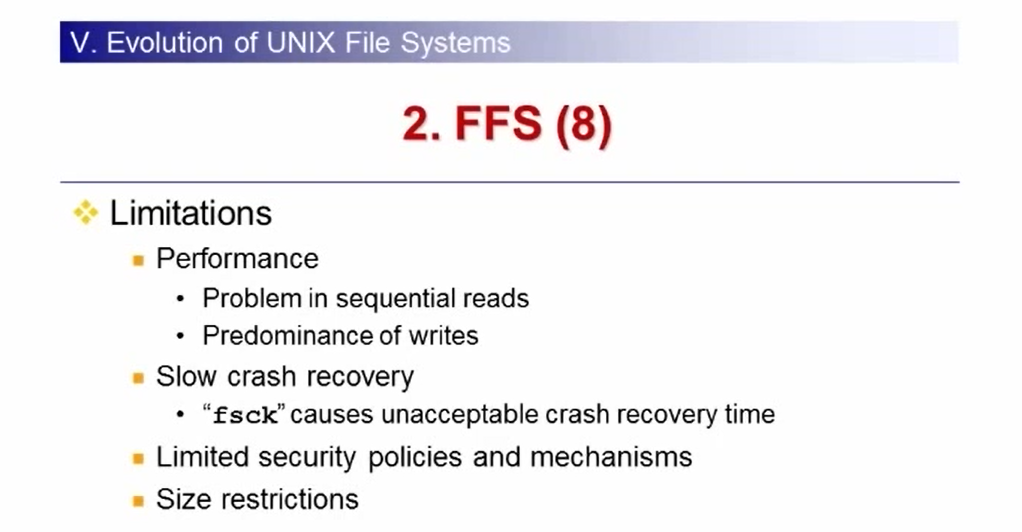 V. Evolution of UNIX File Systems
2. FFS (8)
Limitations
Performance
• Problem in sequential reads
• Predominance of writes
Slow crash recovery
• “fsck” causes unacceptable crash recovery time
Limited security policies and mechanisms
Size restrictions